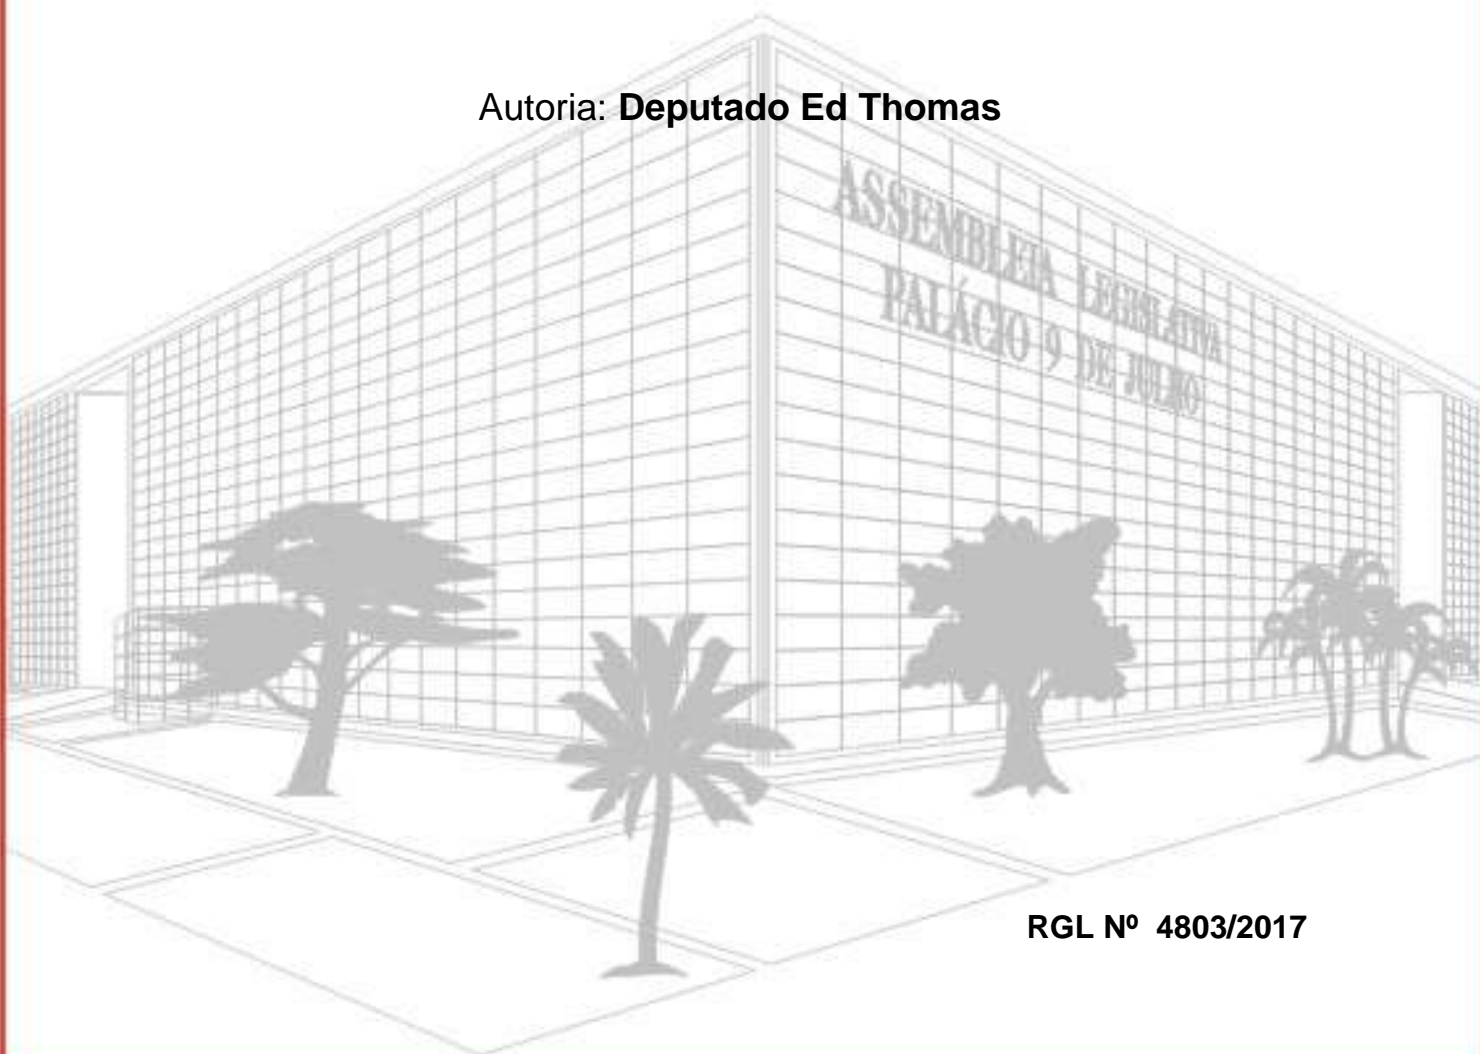 Autoria: Deputado Ed Thomas
ASSEMBLEIA LEGISLATIVA
PALÁCIO 9 DE JULHO
RGL Nº 4803/2017